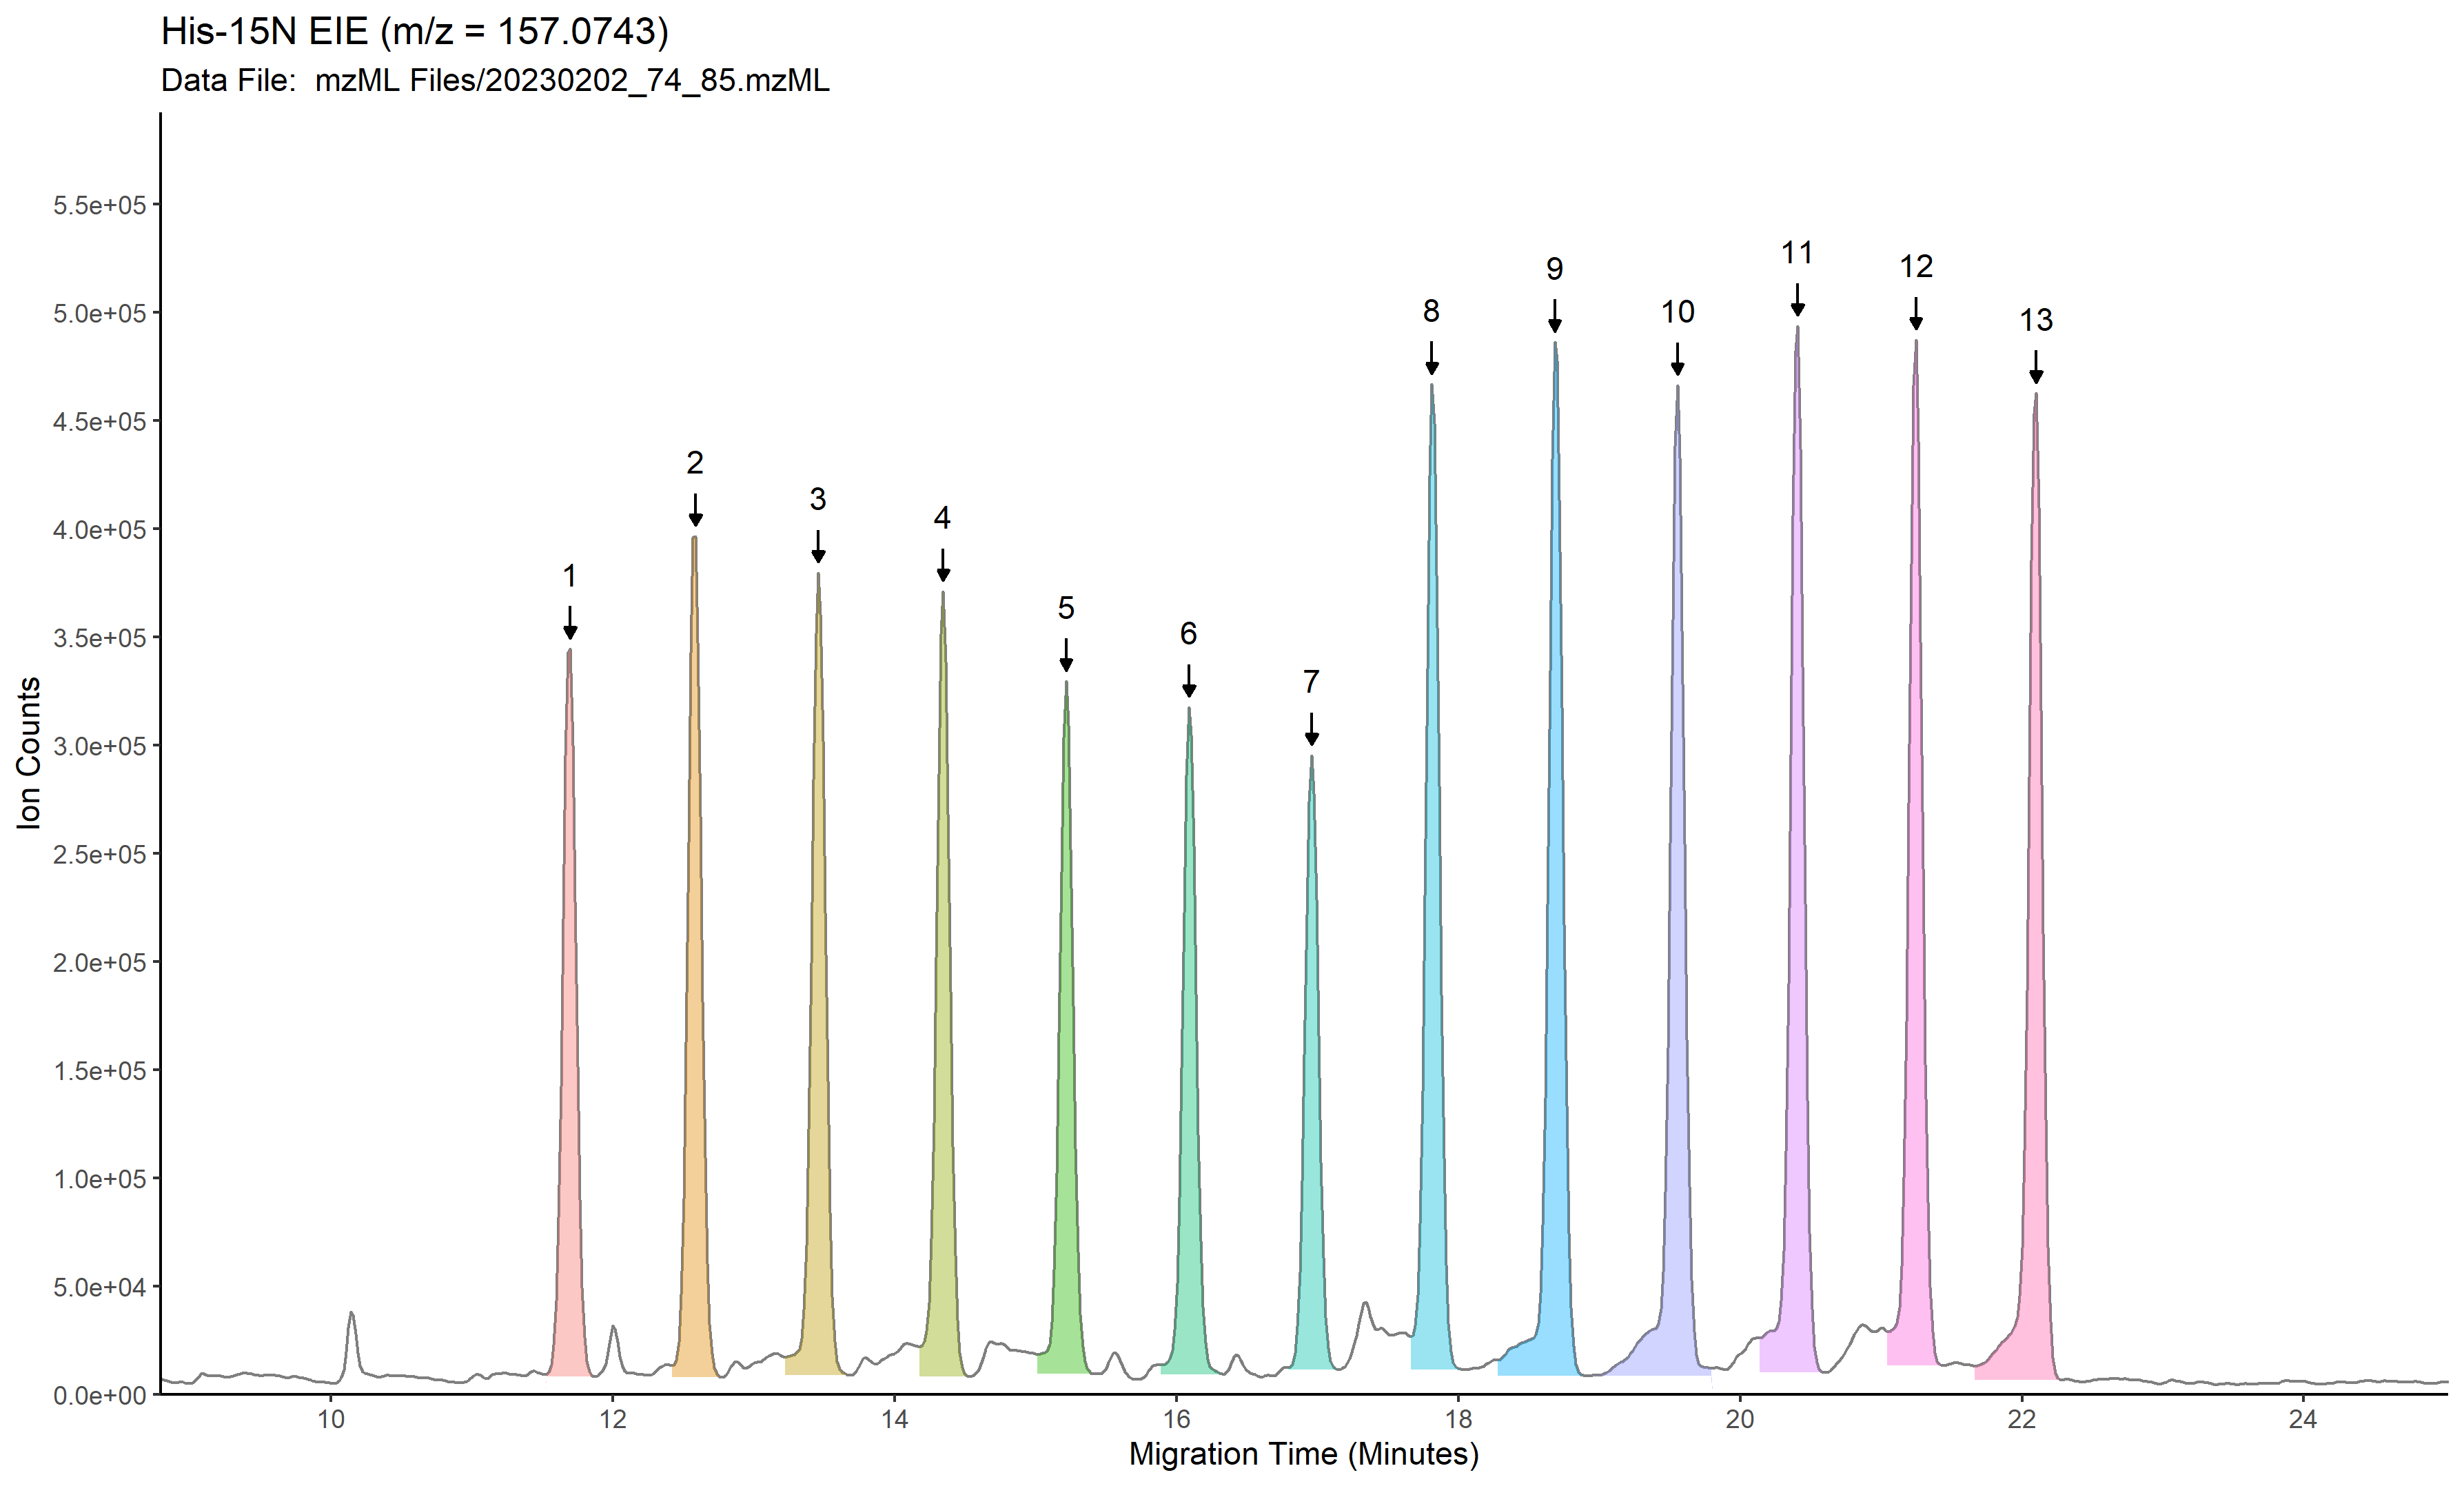 His-15N EIE (m/z = 157.0743)
Data File:  mzML Files/20230202_74_85.mzML
5.5e+05
5.0e+05
4.5e+05
4.0e+05
3.5e+05
3.0e+05
2.5e+05
2.0e+05
1.5e+05
1.0e+05
5.0e+04
0.0e+00
Ion Counts
1
2
3
4
5
6
7
8
9
10
11
12
13
10 12 14 16 18 20 22 24
Migration Time (Minutes)